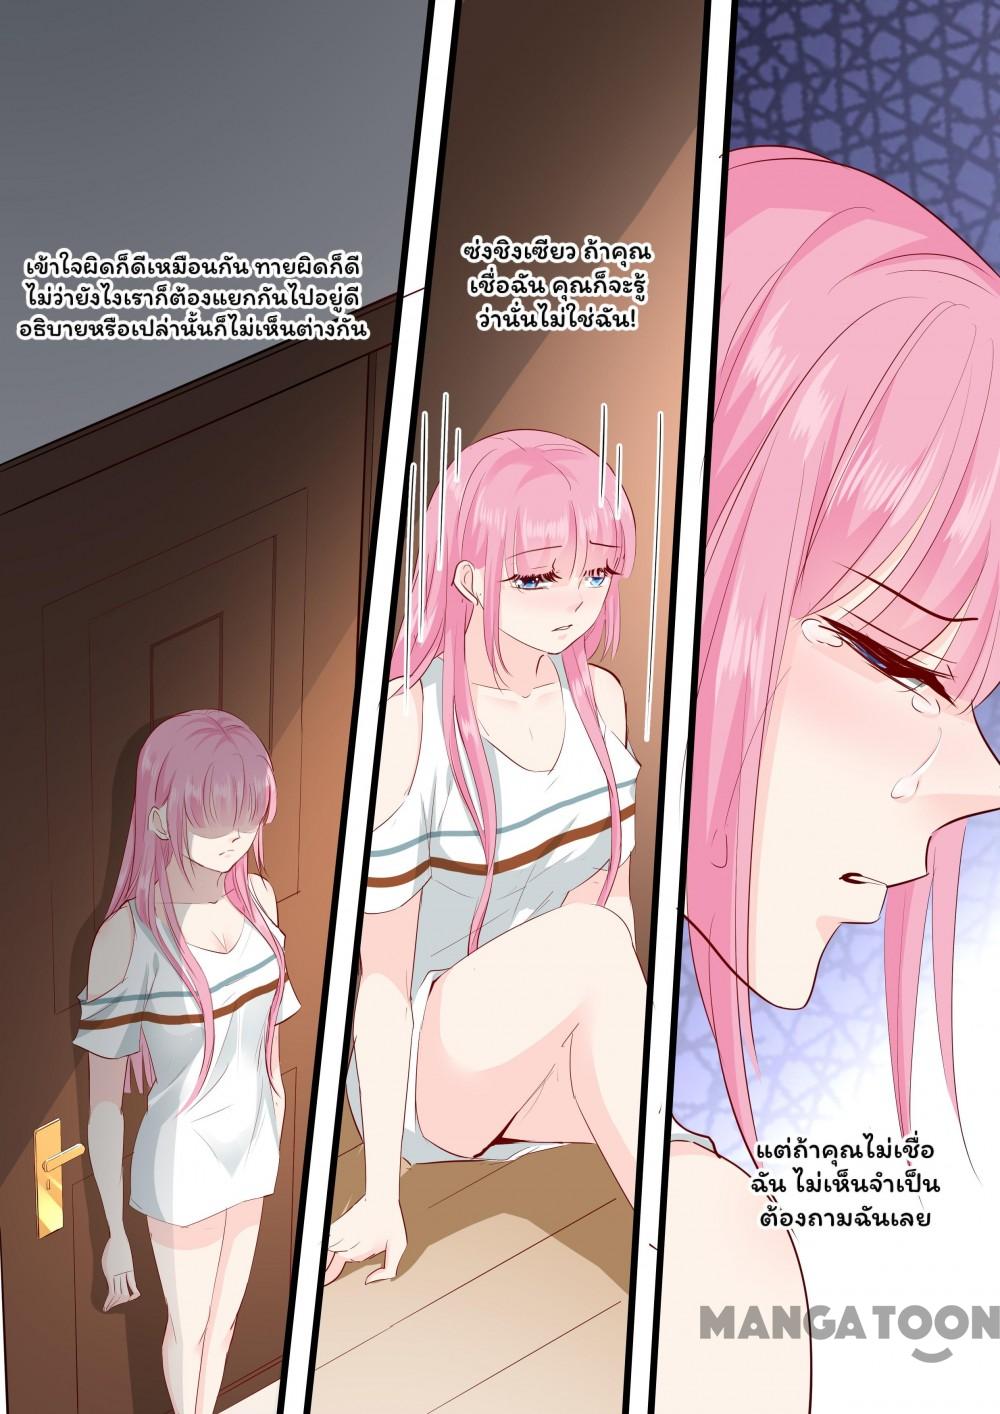 เข้าใจผิดก็ดีเหมือนกัน ทายผิดก็ดี
ไม่ว่ายังไงเราก็ต้องแยกกันไปอยู่ดี
อธิบายหรือเปล่านั้นก็ไม่เห็นต่างกัน
ซ่งชิงเซียว ถ้าคุณ
เชื่อฉัน คุณก็จะรู้
ว่านั่นไม่ใช่ฉัน!
แต่ถ้าคุณไม่เชื่อ
ฉัน ไม่เห็นจำเป็น
ต้องถามฉันเลย
MANGATOON